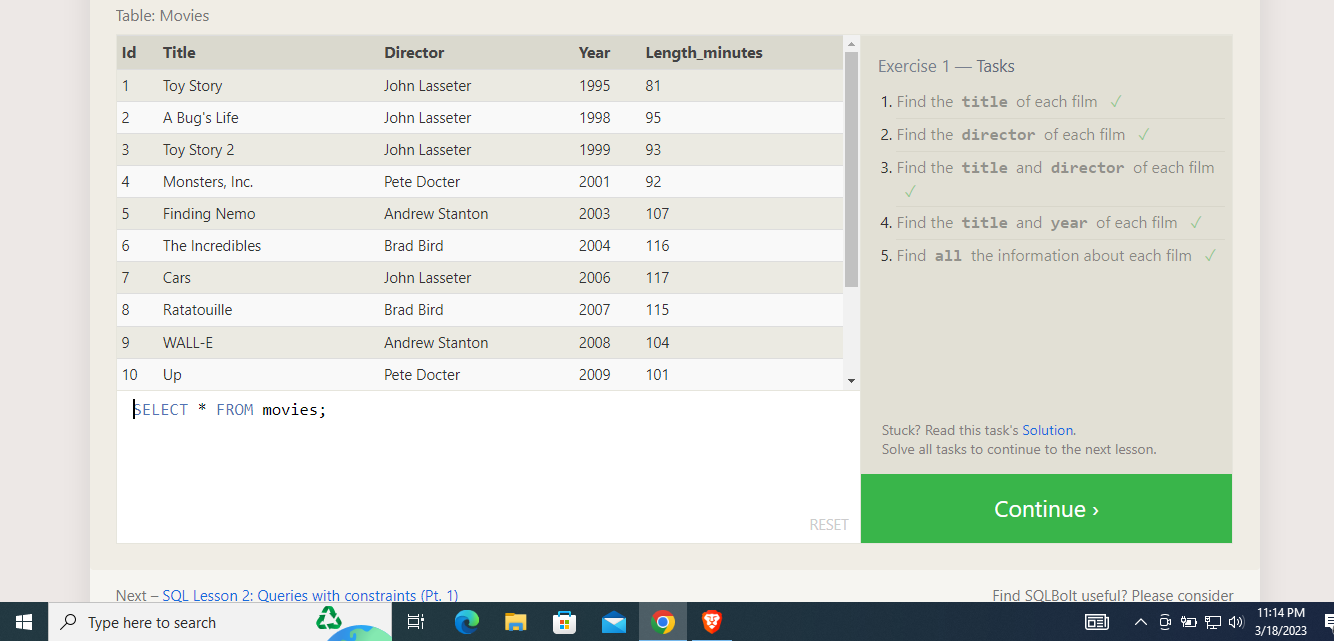 Table: Movies
Id Title Director Year Length_minutes
1 Toy Story John Lasseter 1995 81
2 A Bug's Life John Lasseter 1998 95
3 Toy Story 2 John Lasseter 1999 93
4 Monsters, Inc. Pete Docter 2001 92
5 Finding Nemo Andrew Stanton 2003 107
6 The Incredibles Brad Bird 2004 116
7 Cars John Lasseter 2006 117
8 Ratatouille Brad Bird 2007 115
9 WALL-E Andrew Stanton 2008 104
10 Up Pete Docter 2009 101
SELECT * FROM movies;
RESET
Exercise 1 — Tasks
1. Find the title of each film ✓
2. Find the director of each film ✓
3. Find the title and director of each film
✓
4. Find the title and year of each film ✓
5. Find all the information about each film ✓
Stuck? Read this task's Solution.
Solve all tasks to continue to the next lesson.
Continue ›
Next – SQL Lesson 2: Queries with constraints (Pt. 1)
Find SQLBolt useful? Please consider
Type here to search
11:14 PM
3/18/2023